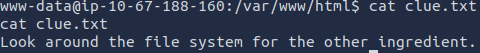 www-data@ip-10-67-188-160:/var/www/html$ cat clue.txt
cat clue.txt
Look around the file system for the other ingredient.